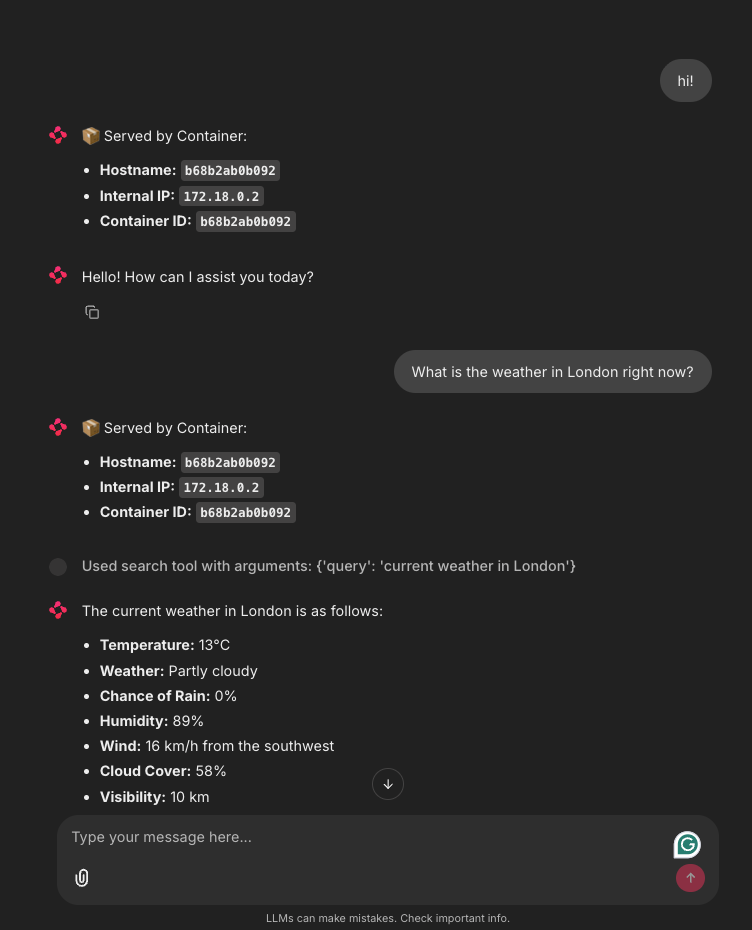 hi!
📦 Served by Container:
• Hostname: b68b2ab0b092
• Internal IP: 172.18.0.2
• Container ID: b68b2ab0b092
Hello! How can I assist you today?
What is the weather in London right now?
📦 Served by Container:
• Hostname: b68b2ab0b092
• Internal IP: 172.18.0.2
• Container ID: b68b2ab0b092
Used search tool with arguments: {'query': 'current weather in London'}
The current weather in London is as follows:
• Temperature: 13°C
• Weather: Partly cloudy
• Chance of Rain: 0%
• Humidity: 89%
• Wind: 16 km/h from the southwest
• Cloud Cover: 58%
• Visibility: 10 km
Type your message here...
LLMs can make mistakes. Check important info.